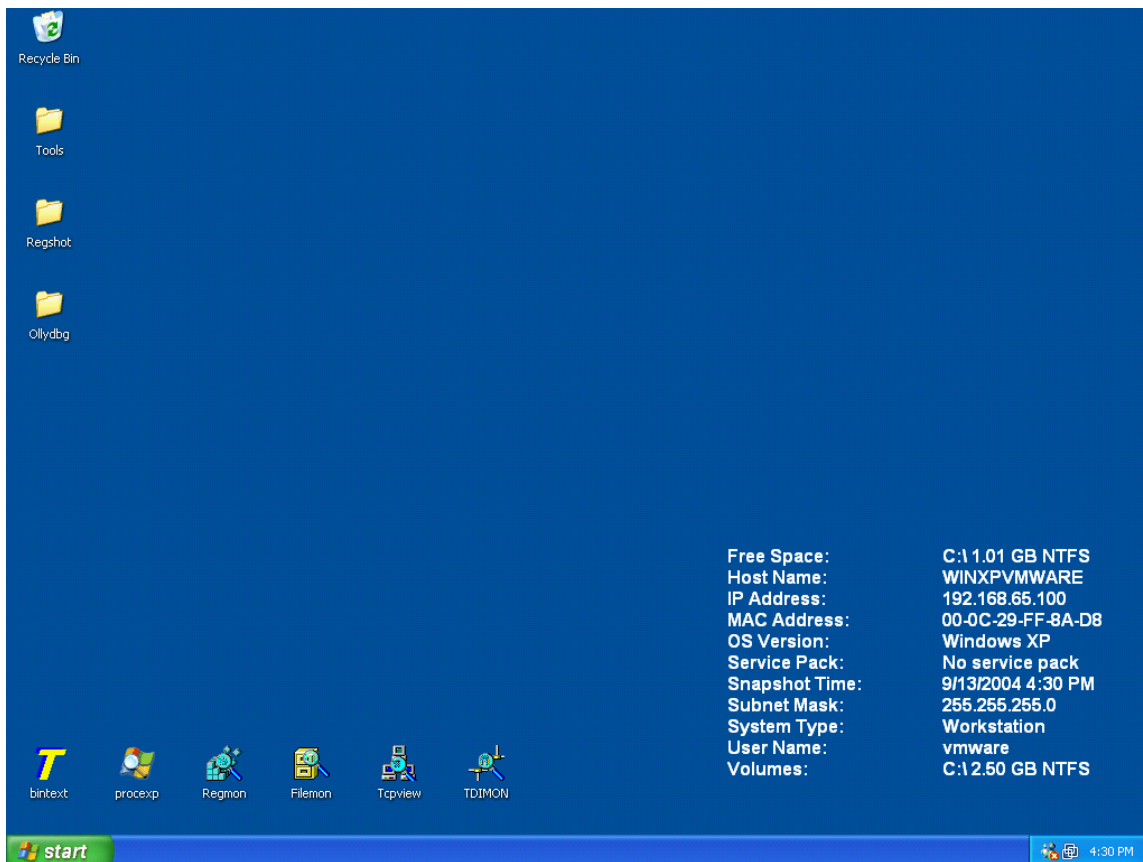 Recycle Bin
Tools
Regshot
Ollydbg
Free Space: C:\ 1.01 GB NTFS
Host Name: WINXPVMWARE
IP Address: 192.168.65.100
MAC Address: 00-0C-29-FF-8A-D8
OS Version: Windows XP
Service Pack: No service pack
Snapshot Time: 9/13/2004 4:30 PM
Subnet Mask: 255.255.255.0
System Type: Workstation
User Name: vmware
Volumes: C:\ 2.50 GB NTFS
bintext procexp Regmon Filemon Tcpview TDIMON
start 4:30 PM